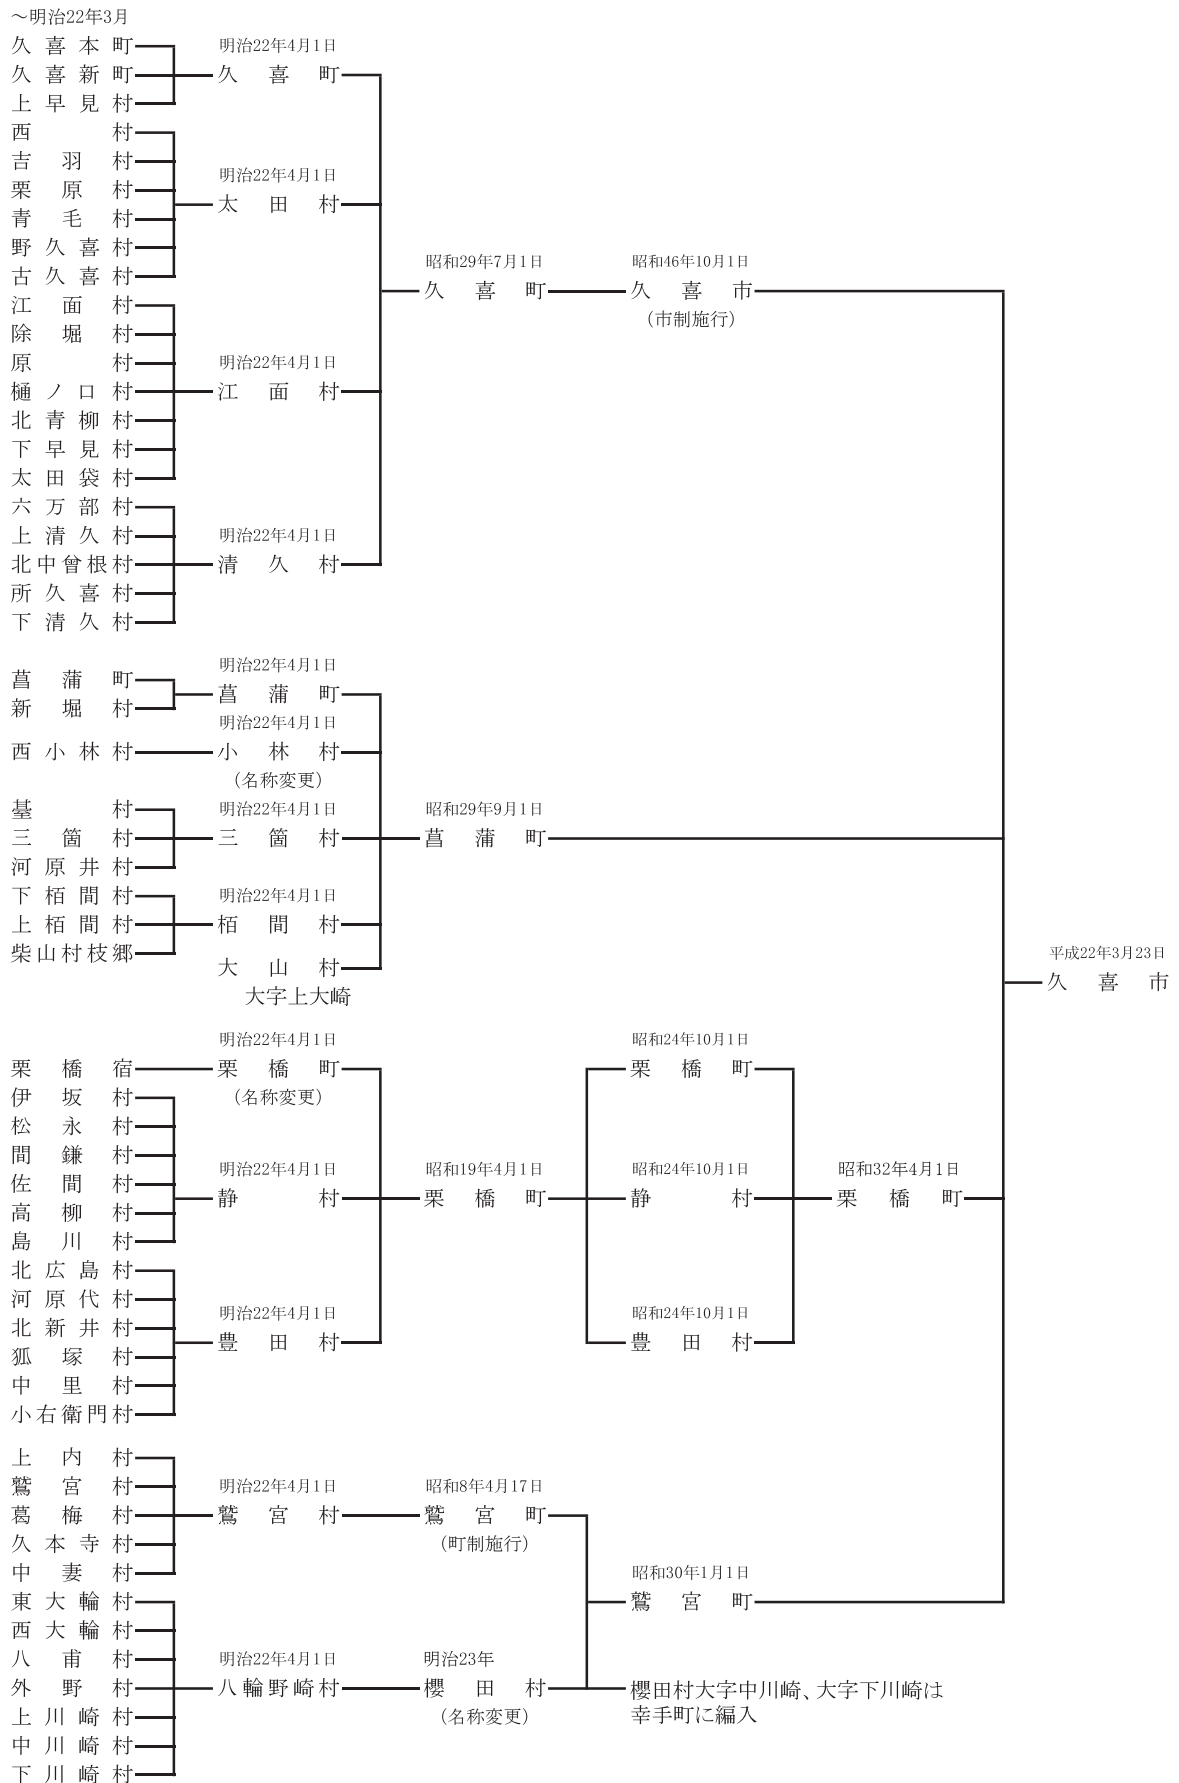 ～明治22年3月
久喜本町
久喜新町
上早見村
西村
吉羽村
栗原村
青毛村
野久喜村
古久喜村
江面村
除堀村
原村
樋ノ口村
北青柳村
下早見村
太田袋村
六万部村
上清久村
北中曾根村
所久喜村
下清久村
菖蒲町
新堀村
西小林村
基村
三箇村
河原井村
下栢間村
上栢間村
柴山村枝郷
栗橋宿
伊坂村
松永村
間鎌村
佐間村
高柳村
島川村
北広島村
河原代村
北新井村
狐塚村
中里村
小右衛門村
上内村
鷲宮村
葛梅村
久本寺村
中妻村
東大輪村
西大輪村
八甫村
外野村
上川崎村
中川崎村
下川崎村
明治22年4月1日
久喜町
明治22年4月1日
太田村
明治22年4月1日
江面村
明治22年4月1日
清久村
明治22年4月1日
菖蒲町
明治22年4月1日
小林村
（名称変更）
明治22年4月1日
三箇村
明治22年4月1日
栢間村
大山村
大字上大崎
明治22年4月1日
栗橋町
（名称変更）
明治22年4月1日
静村
明治22年4月1日
豊田村
明治22年4月1日
鷲宮村
明治22年4月1日
八輪野崎村
昭和29年7月1日
久喜町
昭和29年9月1日
菖蒲町
昭和19年4月1日
栗橋町
昭和8年4月17日
鷲宮町
（町制施行）
明治23年
櫻田村
（名称変更）
昭和46年10月1日
久喜市
（市制施行）
昭和24年10月1日
栗橋町
昭和24年10月1日
静村
昭和24年10月1日
豊田村
昭和30年1月1日
鷲宮町
櫻田村大字中川崎、大字下川崎は
幸手町に編入
昭和32年4月1日
栗橋町
平成22年3月23日
久喜市